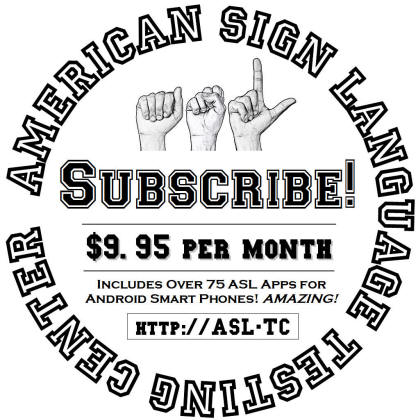 AMERICAN SIGN LANGUAGE TESTING CENTER
SUBSCRIBE!
$9.95 PER MONTH
INCLUDES OVER 75 ASL APPS FOR
ANDROID SMART PHONES! AMAZING!
HTTP://ASL-TC